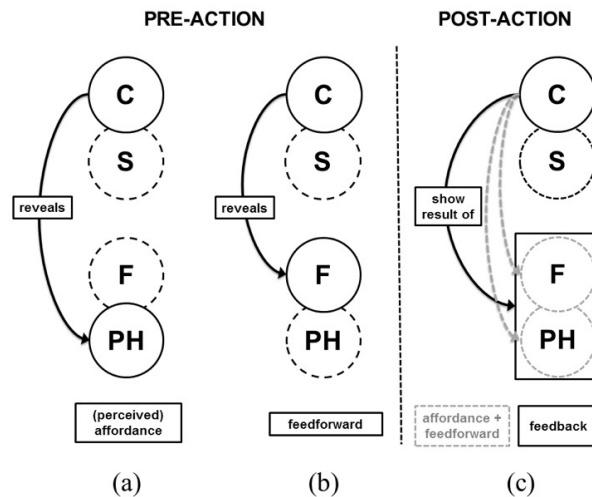 PRE-ACTION
POST-ACTION
C
S
reveals
F
PH
(perceived)
affordance
(a)
C
S
reveals
F
PH
feedforward
(b)
C
S
show
result of
F
PH
affordance +
feedforward
feedback
(c)